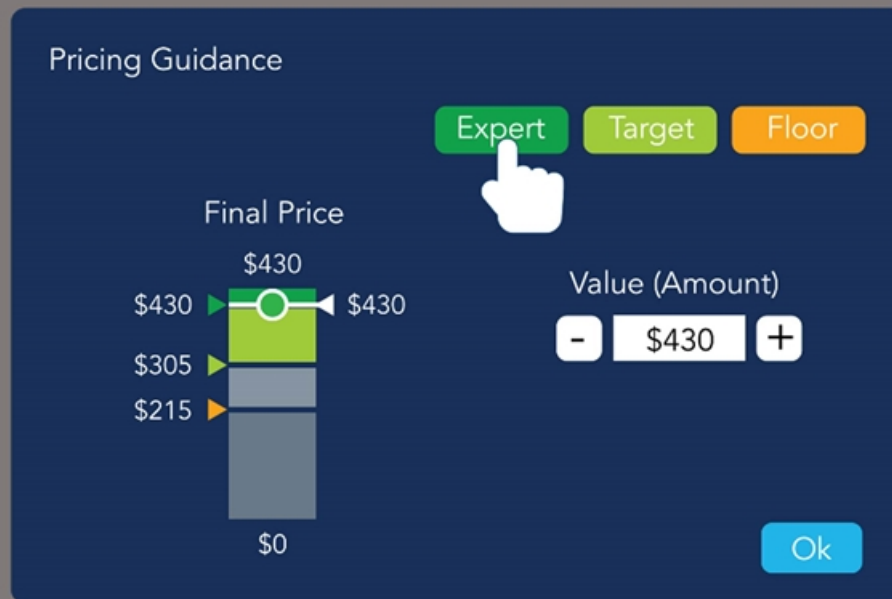 Pricing Guidance
Expert Target Floor
Final Price
$430
$430 $430
$305
$215
$0
Value (Amount)
- $430 +
Ok